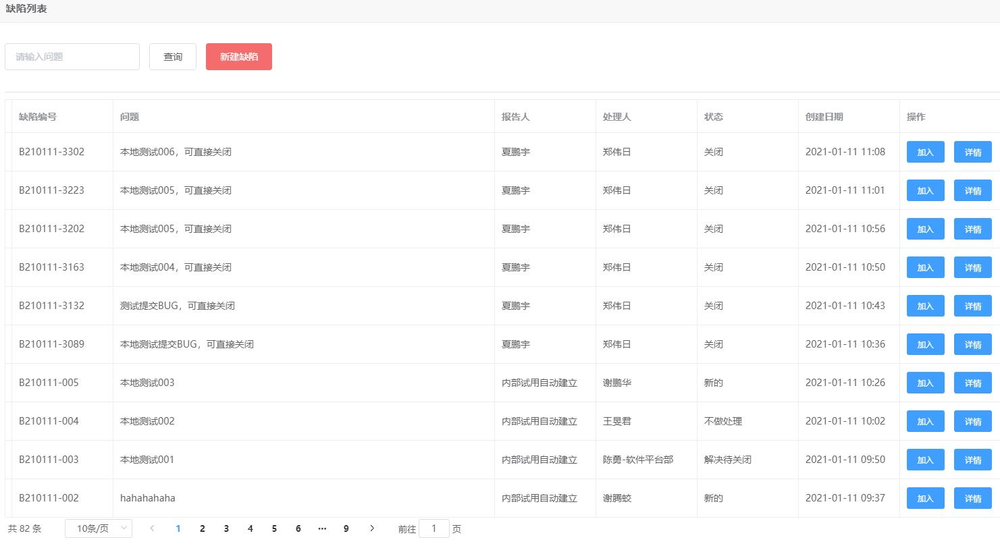 缺陷列表
请输入问题 查询 新建缺陷
缺陷编号 问题 报告人 处理人 状态 创建日期 操作
B210111-3302 本地测试006，可直接关闭 夏鹏宇 郑伟日 关闭 2021-01-11 11:08 加入 详情
B210111-3223 本地测试005，可直接关闭 夏鹏宇 郑伟日 关闭 2021-01-11 11:01 加入 详情
B210111-3202 本地测试005，可直接关闭 夏鹏宇 郑伟日 关闭 2021-01-11 10:56 加入 详情
B210111-3163 本地测试004，可直接关闭 夏鹏宇 郑伟日 关闭 2021-01-11 10:50 加入 详情
B210111-3132 测试提交BUG，可直接关闭 夏鹏宇 郑伟日 关闭 2021-01-11 10:43 加入 详情
B210111-3089 本地测试提交BUG，可直接关闭 夏鹏宇 郑伟日 关闭 2021-01-11 10:36 加入 详情
B210111-005 本地测试003 内部试用自动建立 谢鹏华 新的 2021-01-11 10:26 加入 详情
B210111-004 本地测试002 内部试用自动建立 王旻君 不做处理 2021-01-11 10:02 加入 详情
B210111-003 本地测试001 内部试用自动建立 陈勇-软件平台部 解决待关闭 2021-01-11 09:50 加入 详情
B210111-002 hahahahaha 内部试用自动建立 谢腾蛟 新的 2021-01-11 09:37 加入 详情
共 82 条 10条/页 1 2 3 4 5 6 ··· 9 前往 1 页